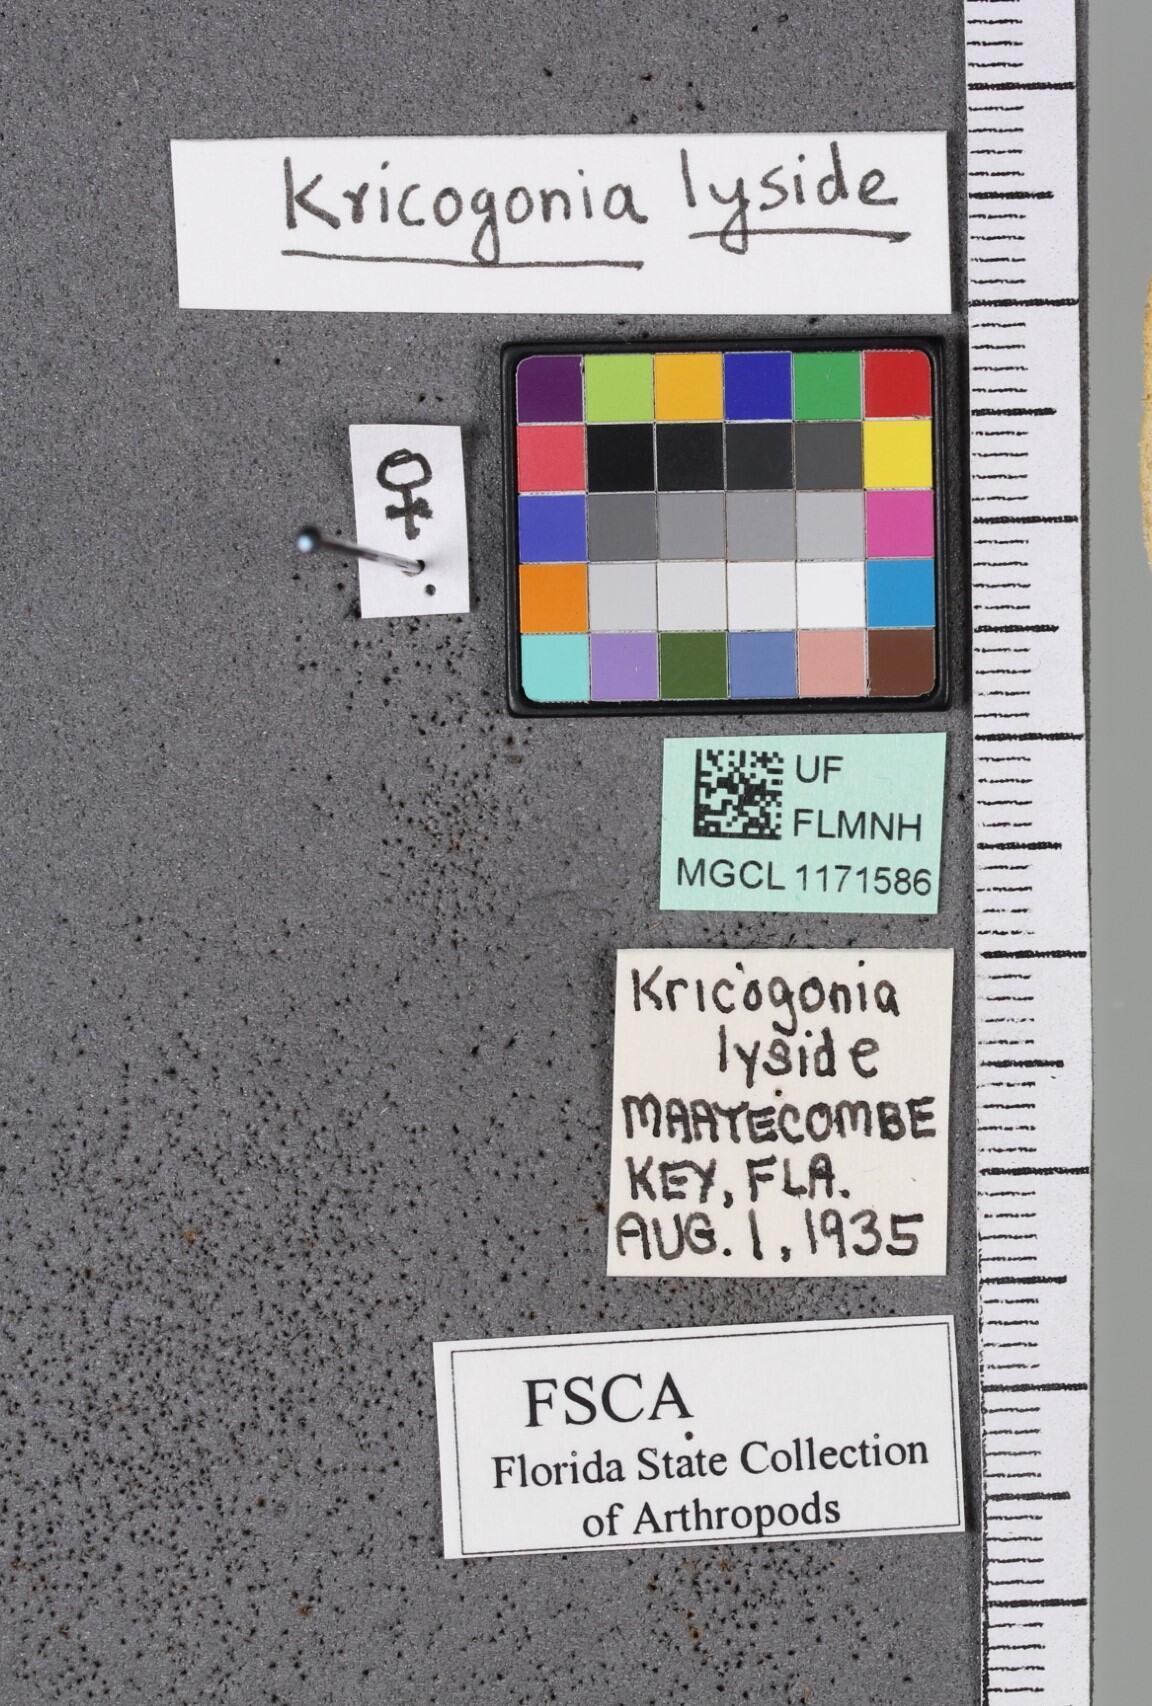 Kricogonia lyside
♀
UF
FLMNH
MGCL 1171586
Kricogonia
lyside
MAAYECOMBE
KEY, FLA.
AUG. 1, 1935
FSCA
Florida State Collection
of Arthropods